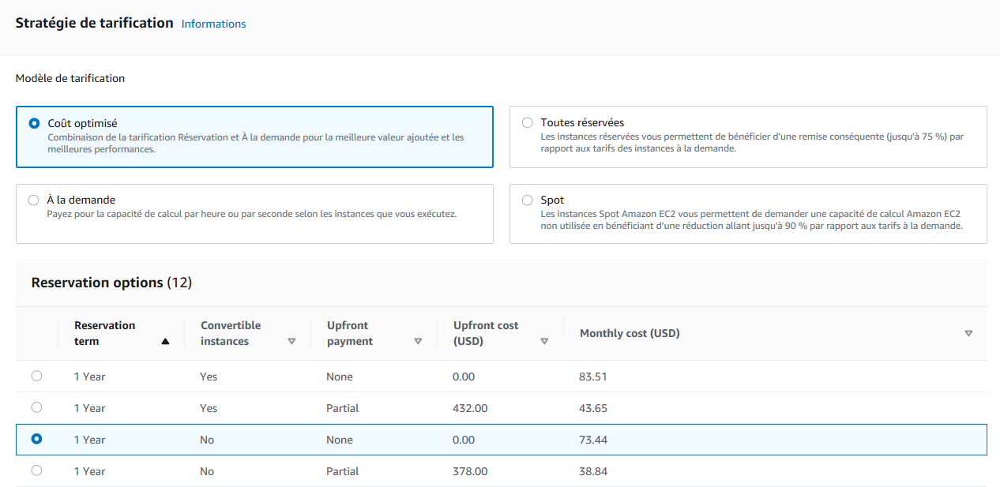 Stratégie de tarification Informations
Modèle de tarification
Coût optimisé
Combinaison de la tarification Réservation et À la demande pour la meilleure valeur ajoutée et les
meilleures performances.
Toutes réservées
Les instances réservées vous permettent de bénéficier d'une remise conséquente (jusqu'à 75 %) par
rapport aux tarifs des instances à la demande.
À la demande
Payez pour la capacité de calcul par heure ou par seconde selon les instances que vous exécutez.
Spot
Les instances Spot Amazon EC2 vous permettent de demander une capacité de calcul Amazon EC2
non utilisée en bénéficiant d'une réduction allant jusqu'à 90 % par rapport aux tarifs à la demande.
Reservation options (12)
Reservation term Convertible instances Upfront payment Upfront cost (USD) Monthly cost (USD)
1 Year Yes None 0.00 83.51
1 Year Yes Partial 432.00 43.65
1 Year No None 0.00 73.44
1 Year No Partial 378.00 38.84